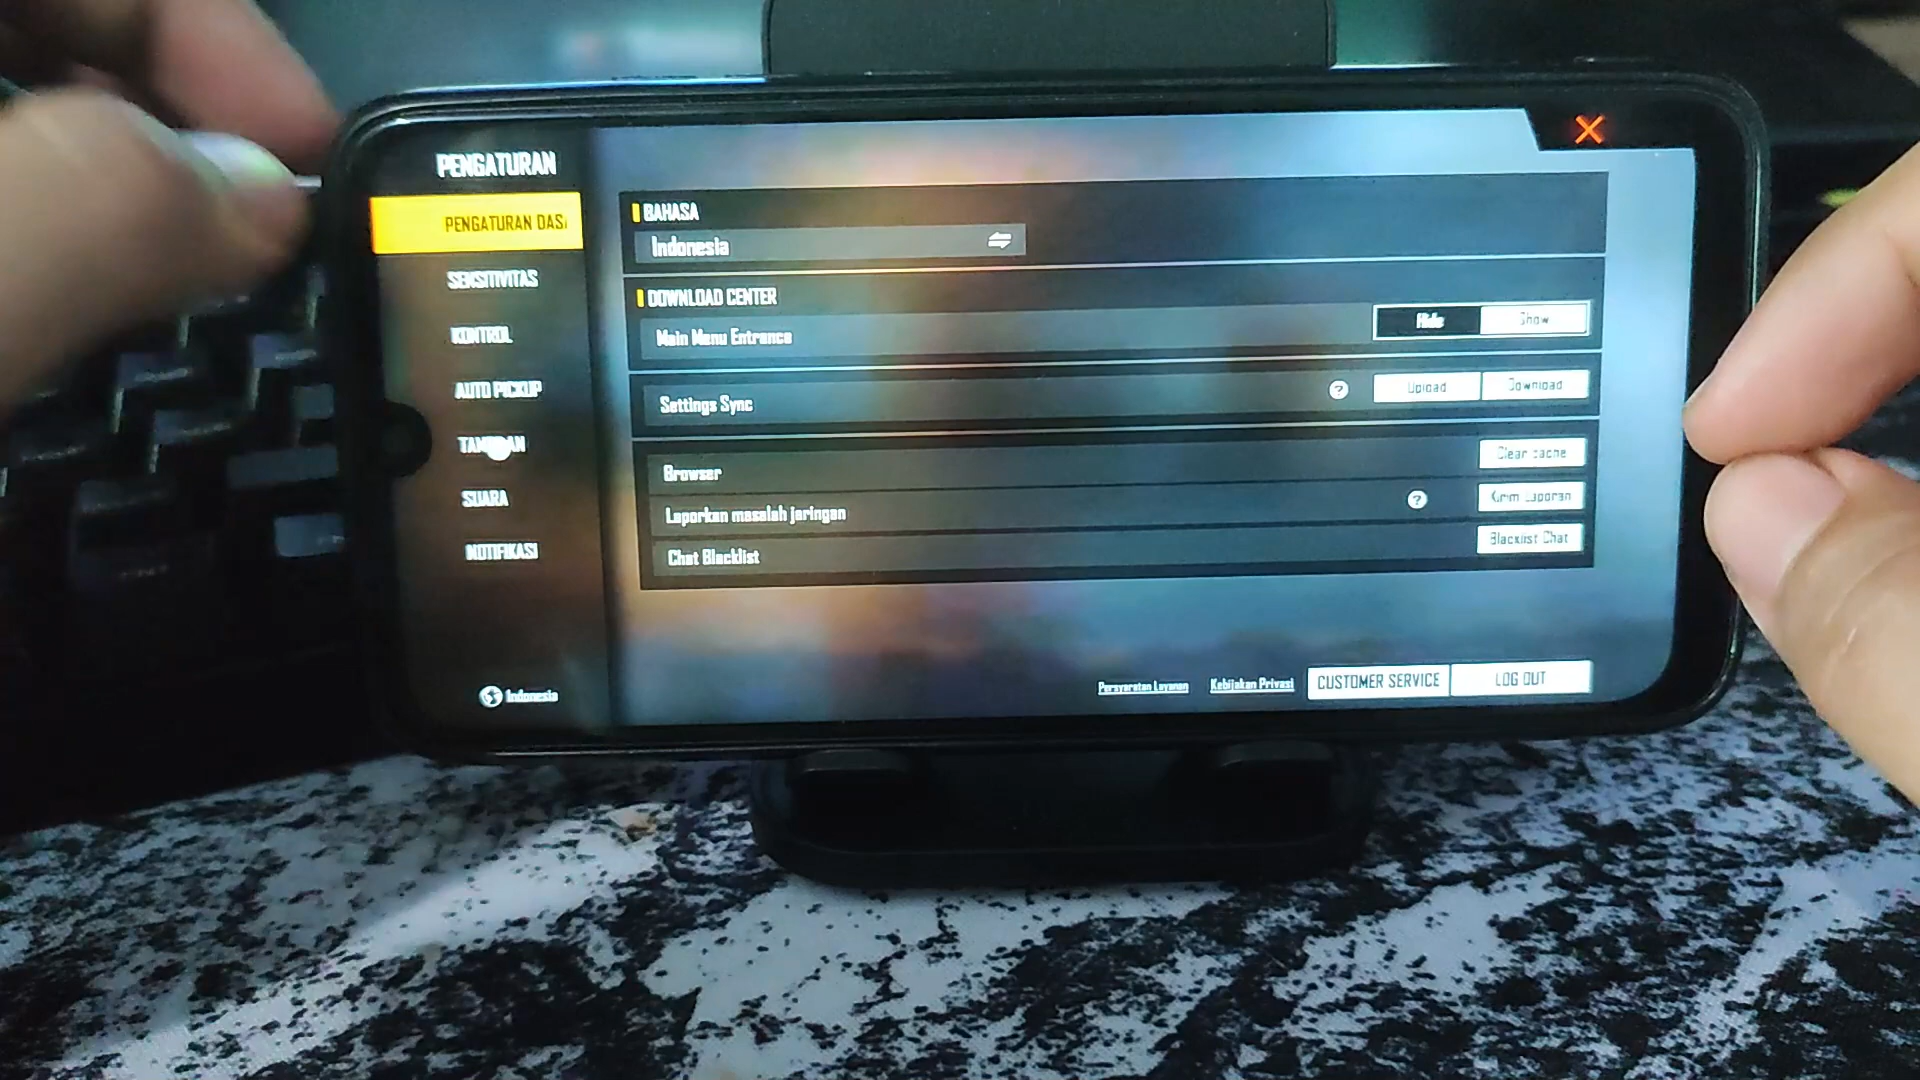 PENGATURAN
PENGATURAN DAS
SENSITIVITAS
KONTROL
AUTO PICKUP
SUARA
NOTIFIKASI
Indonesia
BAHASA
Indonesia
DOWNLOAD CENTER
Main Menu Entrance
Hide
Show
Settings Sync
?
Upload
Download
Browser
Clear cache
Laporkan masalah jaringan
?
Kirim Laporan
Chat Blacklist
Blacklist Chat
Persyaratan Layanan
Kebijakan Privasi
CUSTOMER SERVICE
LOG OUT